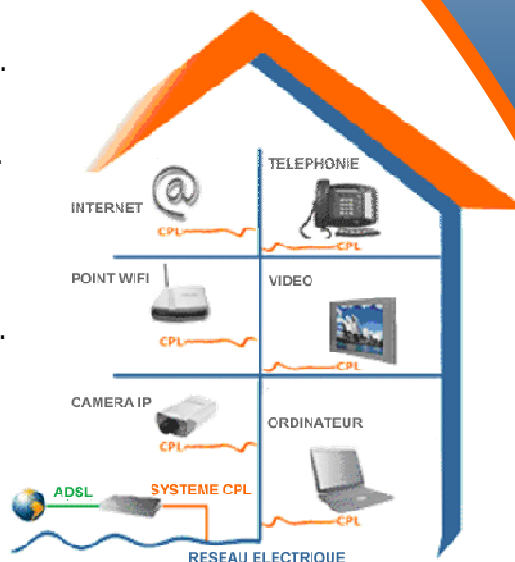 TELEPHONIE
INTERNET
CPL
CPL
POINT WIFI
VIDEO
CPL
CPL
CAMERA IP
ORDINATEUR
CPL
ADSL
SYSTEME CPL
CPL
RESEAU ELECTRIQUE